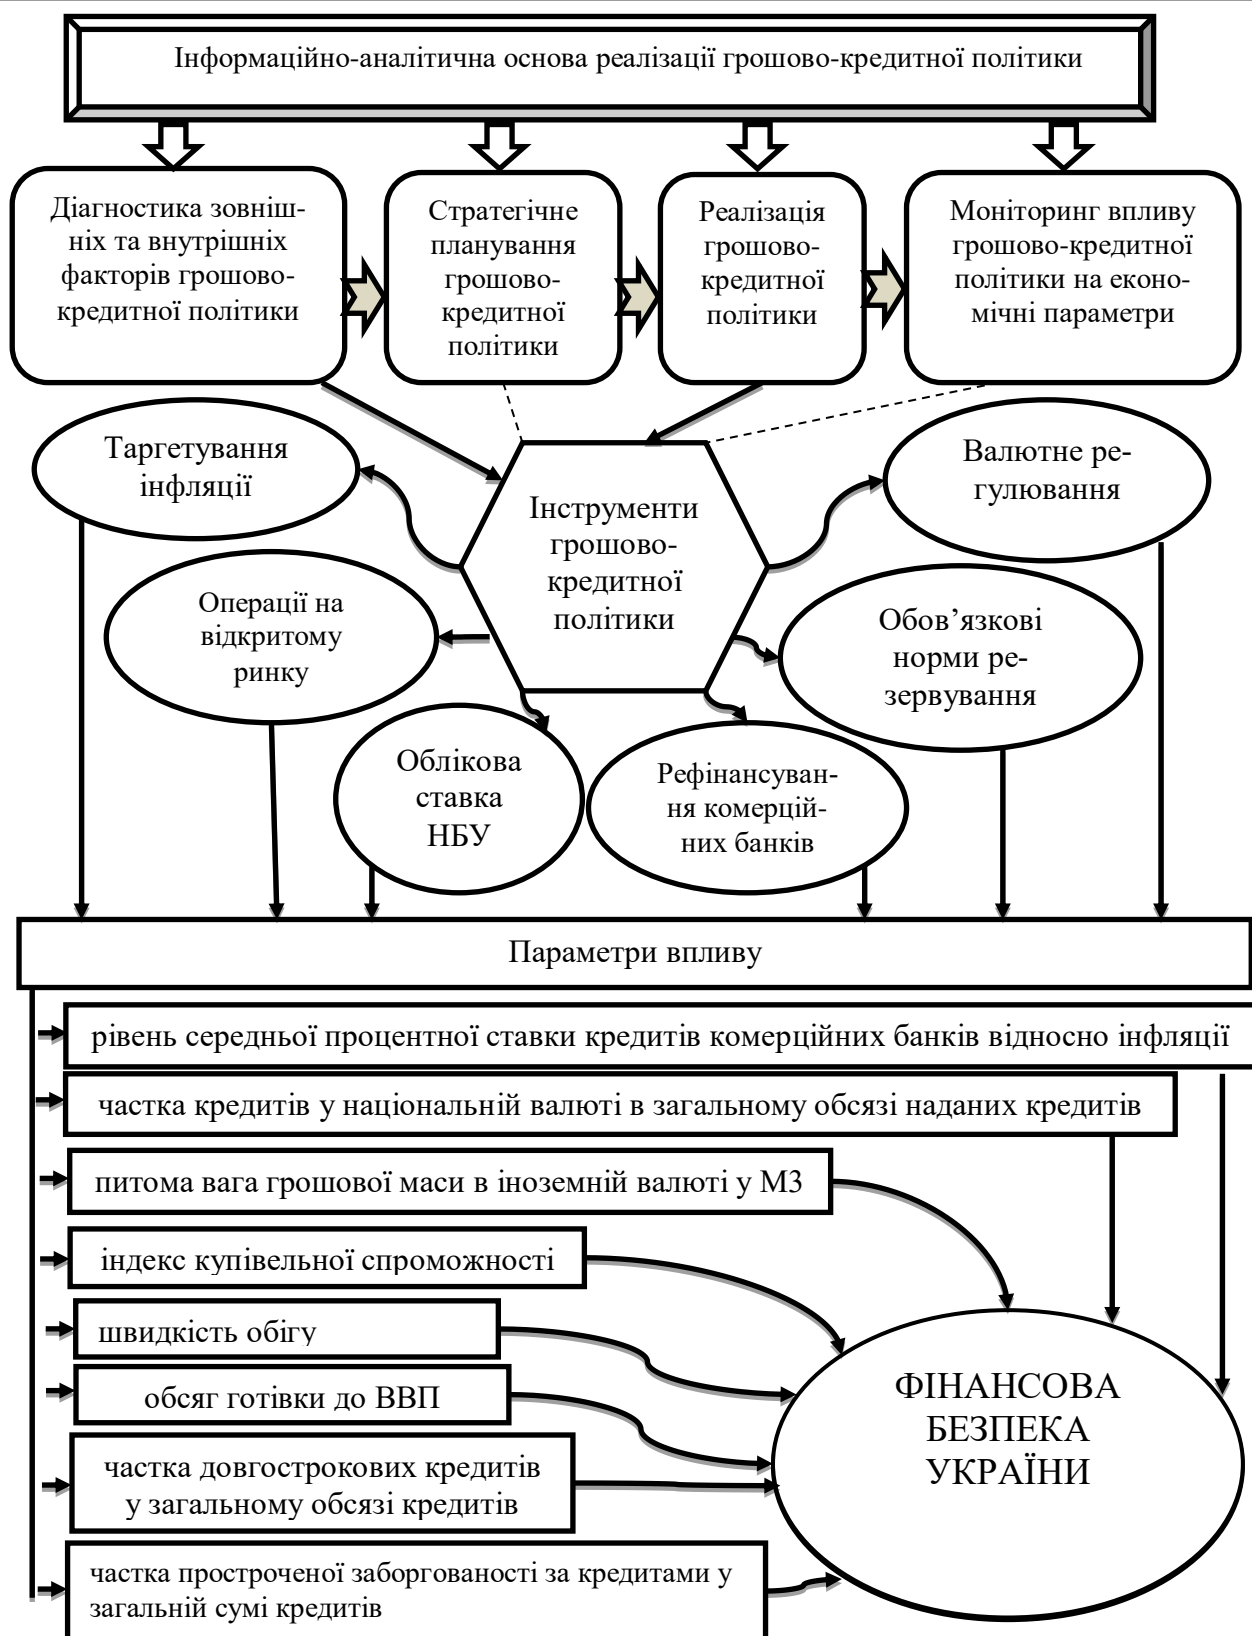 Інформаційно-аналітична основа реалізації грошово-кредитної політики
Діагностика зовніш-
ніх та внутрішніх
факторів грошово-
кредитної політики
Стратегічне
планування
грошово-
кредитної
політики
Реалізація
грошово-
кредитної
політики
Моніторинг впливу
грошово-кредитної
політики на еконо-
мічні параметри
Таргетування
інфляції
Інструменти
грошово-
кредитної
політики
Валютне ре-
гулювання
Операції на
відкритому
ринку
Обов’язкові
норми ре-
зервування
Облікова
ставка
НБУ
Рефінансуван-
ня комерцій-
них банків
Параметри впливу
рівень середньої процентної ставки кредитів комерційних банків відносно інфляції
частка кредитів у національній валюті в загальному обсязі наданих кредитів
питома вага грошової маси в іноземній валюті у М3
індекс купівельної спроможності
швидкість обігу
обсяг готівки до ВВП
частка довгострокових кредитів
у загальному обсязі кредитів
частка простроченої заборгованості за кредитами у
загальній сумі кредитів
ФІНАНСОВА
БЕЗПЕКА
УКРАЇНИ